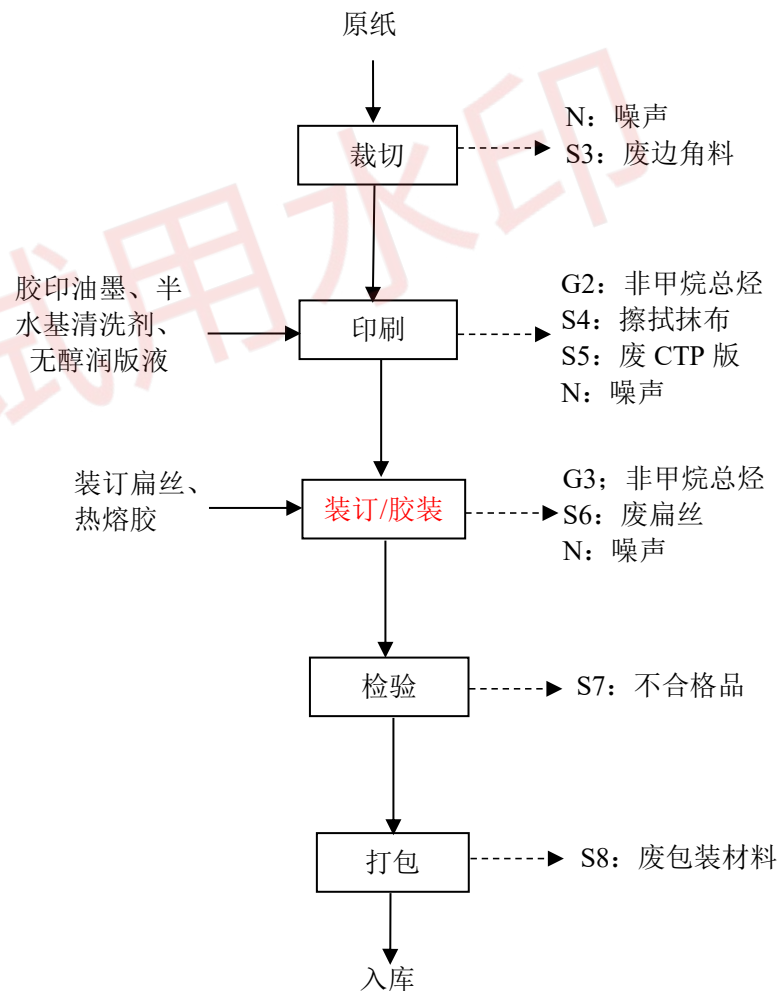 原纸
裁切
N：噪声
S3：废边角料
胶印油墨、半
水基清洗剂、
无醇润版液
印刷
G2：非甲烷总烃
S4：擦拭抹布
S5：废 CTP 版
N：噪声
装订扁丝、
热熔胶
装订/胶装
G3；非甲烷总烃
S6：废扁丝
N：噪声
检验
S7：不合格品
打包
S8：废包装材料
入库
试用水印